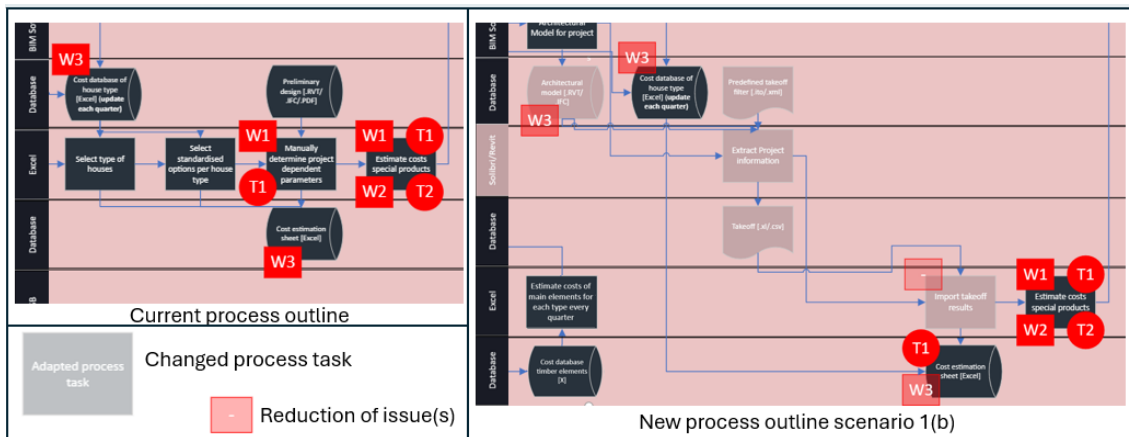 BIM So
Database
Excel
Database
W3
Cost database of
house type
[Excel] (update
each quarter)
Preliminary
design [.RVT/
.IFC/.PDF]
Select type of
houses
Select
standardised
options per house
type
W1
Manually
determine project
dependent
parameters
T1
W1
T1
Estimate costs
special products
W2
T2
Cost estimation
sheet [Excel]
W3
Current process outline
Adapted process
task
Changed process task
-
Reduction of issue(s)
BIM So
Database
Solibri/Revit
Database
Excel
Database
Architectural
Model for project
W3
Architectural
model [.RVT/
.IFC]
Cost database of
house type
[Excel] (update
each quarter)
Predefined takeoff
filter [.ito/.xml]
W3
Extract Project
information
Takeoff [.xl/.csv]
Estimate costs of
main elements for
each type every
quarter
-
Import takeoff
results
W1
T1
Estimate costs
special products
W2
T2
Cost database
timber elements
[X]
T1
Cost estimation
sheet [Excel]
W3
New process outline scenario 1(b)